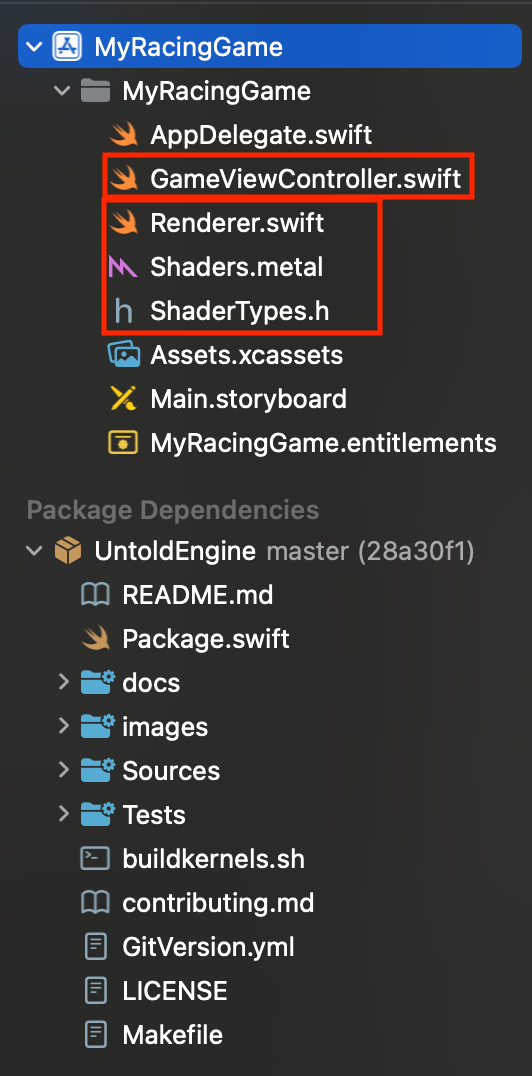 MyRacingGame
MyRacingGame
AppDelegate.swift
GameViewController.swift
Renderer.swift
Shaders.metal
h ShaderTypes.h
Assets.xcassets
Main.storyboard
MyRacingGame.entitlements
Package Dependencies
UntoldEngine master (28a30f1)
README.md
Package.swift
docs
images
Sources
Tests
buildkernels.sh
contributing.md
GitVersion.yml
LICENSE
Makefile